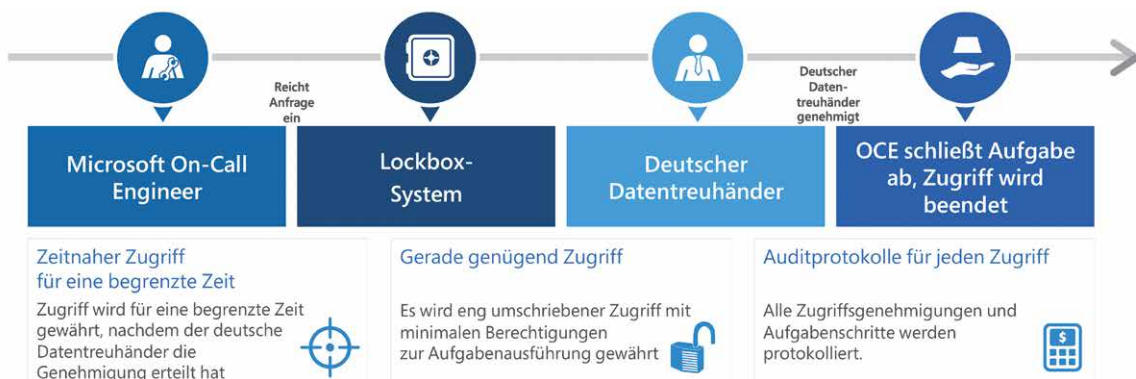 Reicht
Anfrage
ein
Deutscher
Daten-
treuhänder
genehmigt
Microsoft On-Call
Engineer
Lockbox-
System
Deutscher
Datentreuhänder
OCE schließt Aufgabe
ab, Zugriff wird
beendet
Zeitnaher Zugriff
für eine begrenzte Zeit
Zugriff wird für eine begrenzte Zeit
gewährt, nachdem der deutsche
Datentreuhänder die
Genehmigung erteilt hat
Gerade genügend Zugriff
Es wird eng umschriebener Zugriff mit
minimalen Berechtigungen
zur Aufgabenausführung gewährt
Auditprotokolle für jeden Zugriff
Alle Zugriffsgenehmigungen und
Aufgabenschritte werden
protokolliert.
$